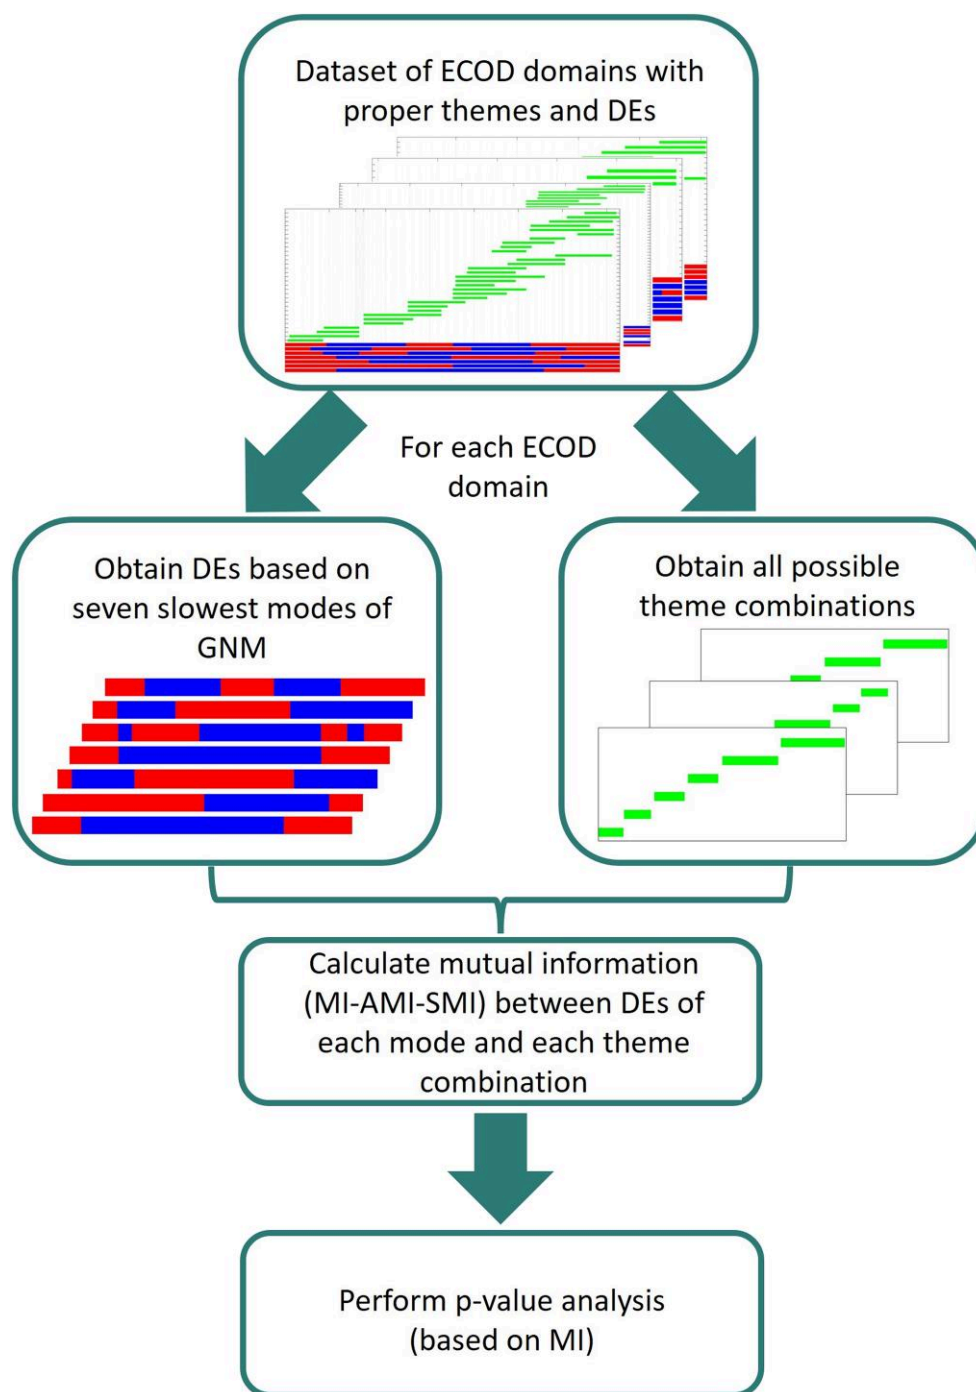 Dataset of ECOD domains with
proper themes and DEs
For each ECOD
domain
Obtain DEs based on
seven slowest modes of
GNM
Obtain all possible
theme combinations
Calculate mutual information
(MI-AMI-SMI) between DEs of
each mode and each theme
combination
Perform p-value analysis
(based on MI)